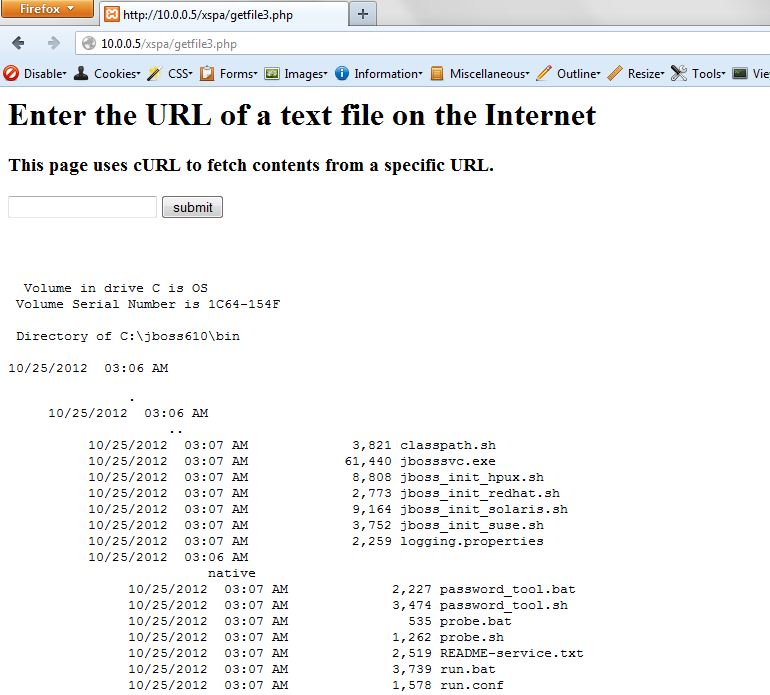 Firefox
http://10.0.0.5/xspa/getfile3.php
10.0.0.5/xspa/getfile3.php
Disable Cookies CSS Forms Images Information Miscellaneous Outline Resize Tools Vie
Enter the URL of a text file on the Internet
This page uses cURL to fetch contents from a specific URL.
submit
Volume in drive C is OS
Volume Serial Number is 1C64-154F
Directory of C:\jboss610\bin
10/25/2012 03:06 AM
.
10/25/2012 03:06 AM
..
10/25/2012 03:07 AM 3,821 classpath.sh
10/25/2012 03:07 AM 61,440 jbosssvc.exe
10/25/2012 03:07 AM 8,808 jboss_init_hpux.sh
10/25/2012 03:07 AM 2,773 jboss_init_redhat.sh
10/25/2012 03:07 AM 9,164 jboss_init_solaris.sh
10/25/2012 03:07 AM 3,752 jboss_init_suse.sh
10/25/2012 03:07 AM 2,259 logging.properties
10/25/2012 03:06 AM
native
10/25/2012 03:07 AM 2,227 password_tool.bat
10/25/2012 03:07 AM 3,474 password_tool.sh
10/25/2012 03:07 AM 535 probe.bat
10/25/2012 03:07 AM 1,262 probe.sh
10/25/2012 03:07 AM 2,519 README-service.txt
10/25/2012 03:07 AM 3,739 run.bat
10/25/2012 03:07 AM 1,578 run.conf